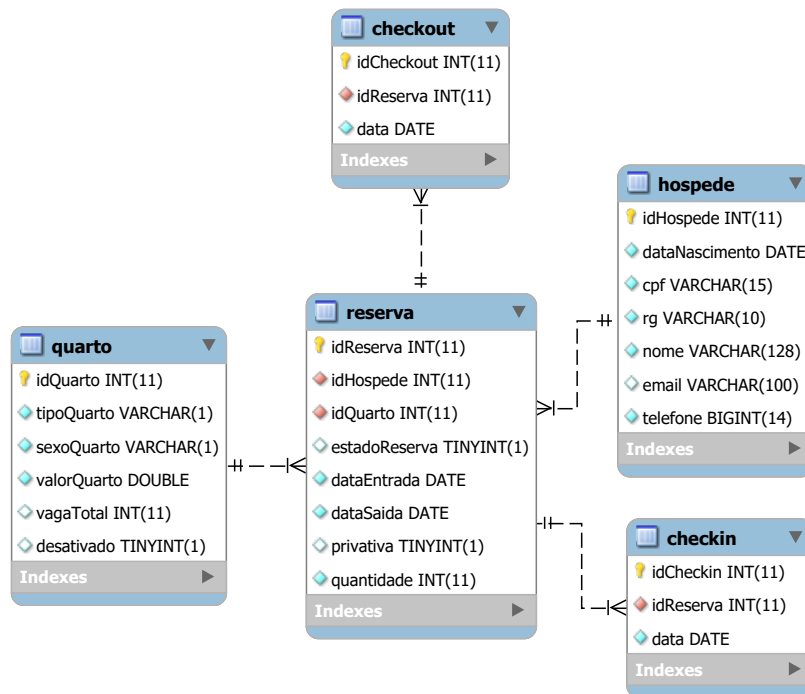 checkout
idCheckout INT(11)
idReserva INT(11)
data DATE
Indexes
hospede
idHospede INT(11)
dataNascimento DATE
cpf VARCHAR(15)
rg VARCHAR(10)
nome VARCHAR(128)
email VARCHAR(100)
telefone BIGINT(14)
Indexes
reserva
idReserva INT(11)
idHospede INT(11)
idQuarto INT(11)
estadoReserva TINYINT(1)
dataEntrada DATE
dataSaida DATE
privativa TINYINT(1)
quantidade INT(11)
Indexes
quarto
idQuarto INT(11)
tipoQuarto VARCHAR(1)
sexoQuarto VARCHAR(1)
valorQuarto DOUBLE
vagaTotal INT(11)
desativado TINYINT(1)
Indexes
checkin
idCheckin INT(11)
idReserva INT(11)
data DATE
Indexes